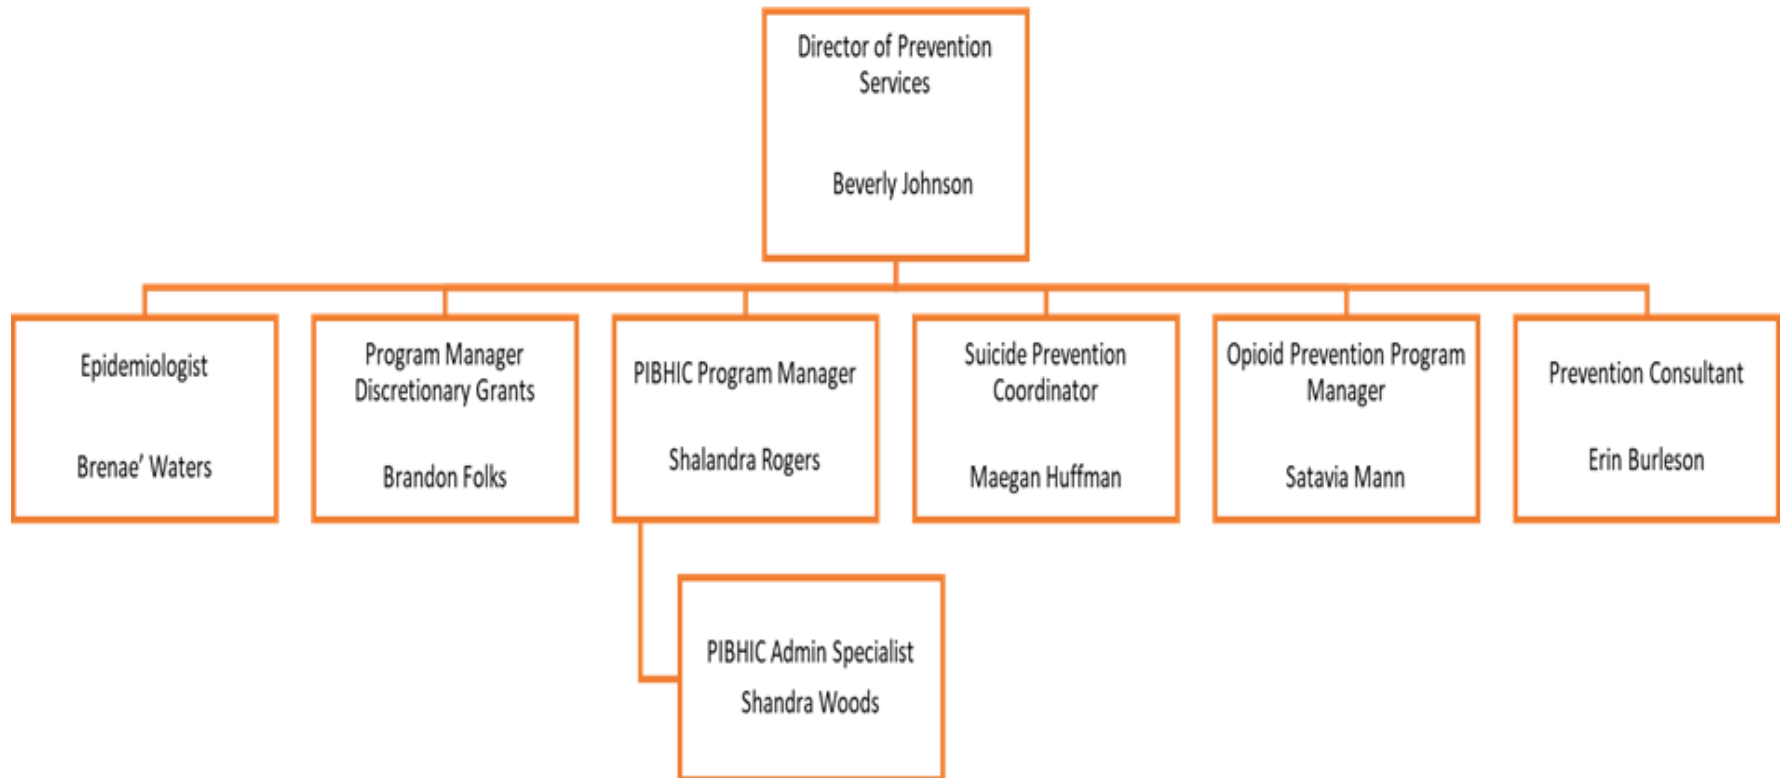 Director of Prevention
Services
Beverly Johnson
Epidemiologist
Brenae’ Waters
Program Manager
Discretionary Grants
Brandon Folks
PIBHIC Program Manager
Shalandra Rogers
Suicide Prevention
Coordinator
Maegan Huffman
Opioid Prevention Program
Manager
Satavia Mann
Prevention Consultant
Erin Burleson
PIBHIC Admin Specialist
Shandra Woods